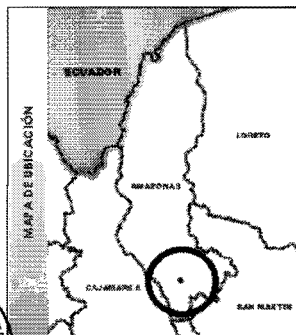 ECUADOR
MAPA DE UBICACIÓN
LORETO
AMAZONAS
CAJAMARCA
SAN MARTIN